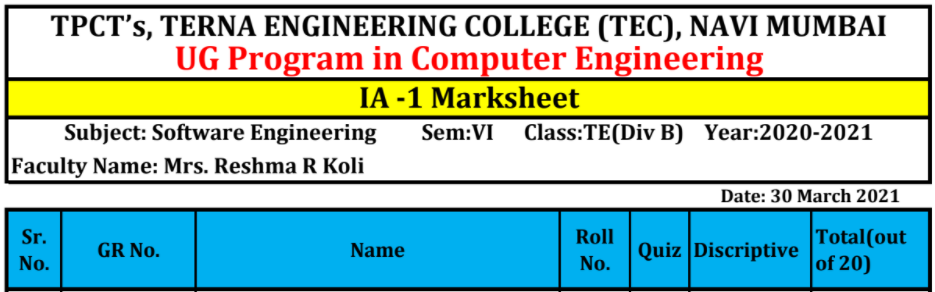 TPCT's, TERNA ENGINEERING COLLEGE (TEC), NAVI MUMBAI
UG Program in Computer Engineering
IA -1 Marksheet
Subject: Software Engineering Sem:VI Class:TE(Div B) Year:2020-2021
Faculty Name: Mrs. Reshma R Koli
Date: 30 March 2021
Sr. No. GR No. Name Roll No. Quiz Discriptive Total(out of 20)